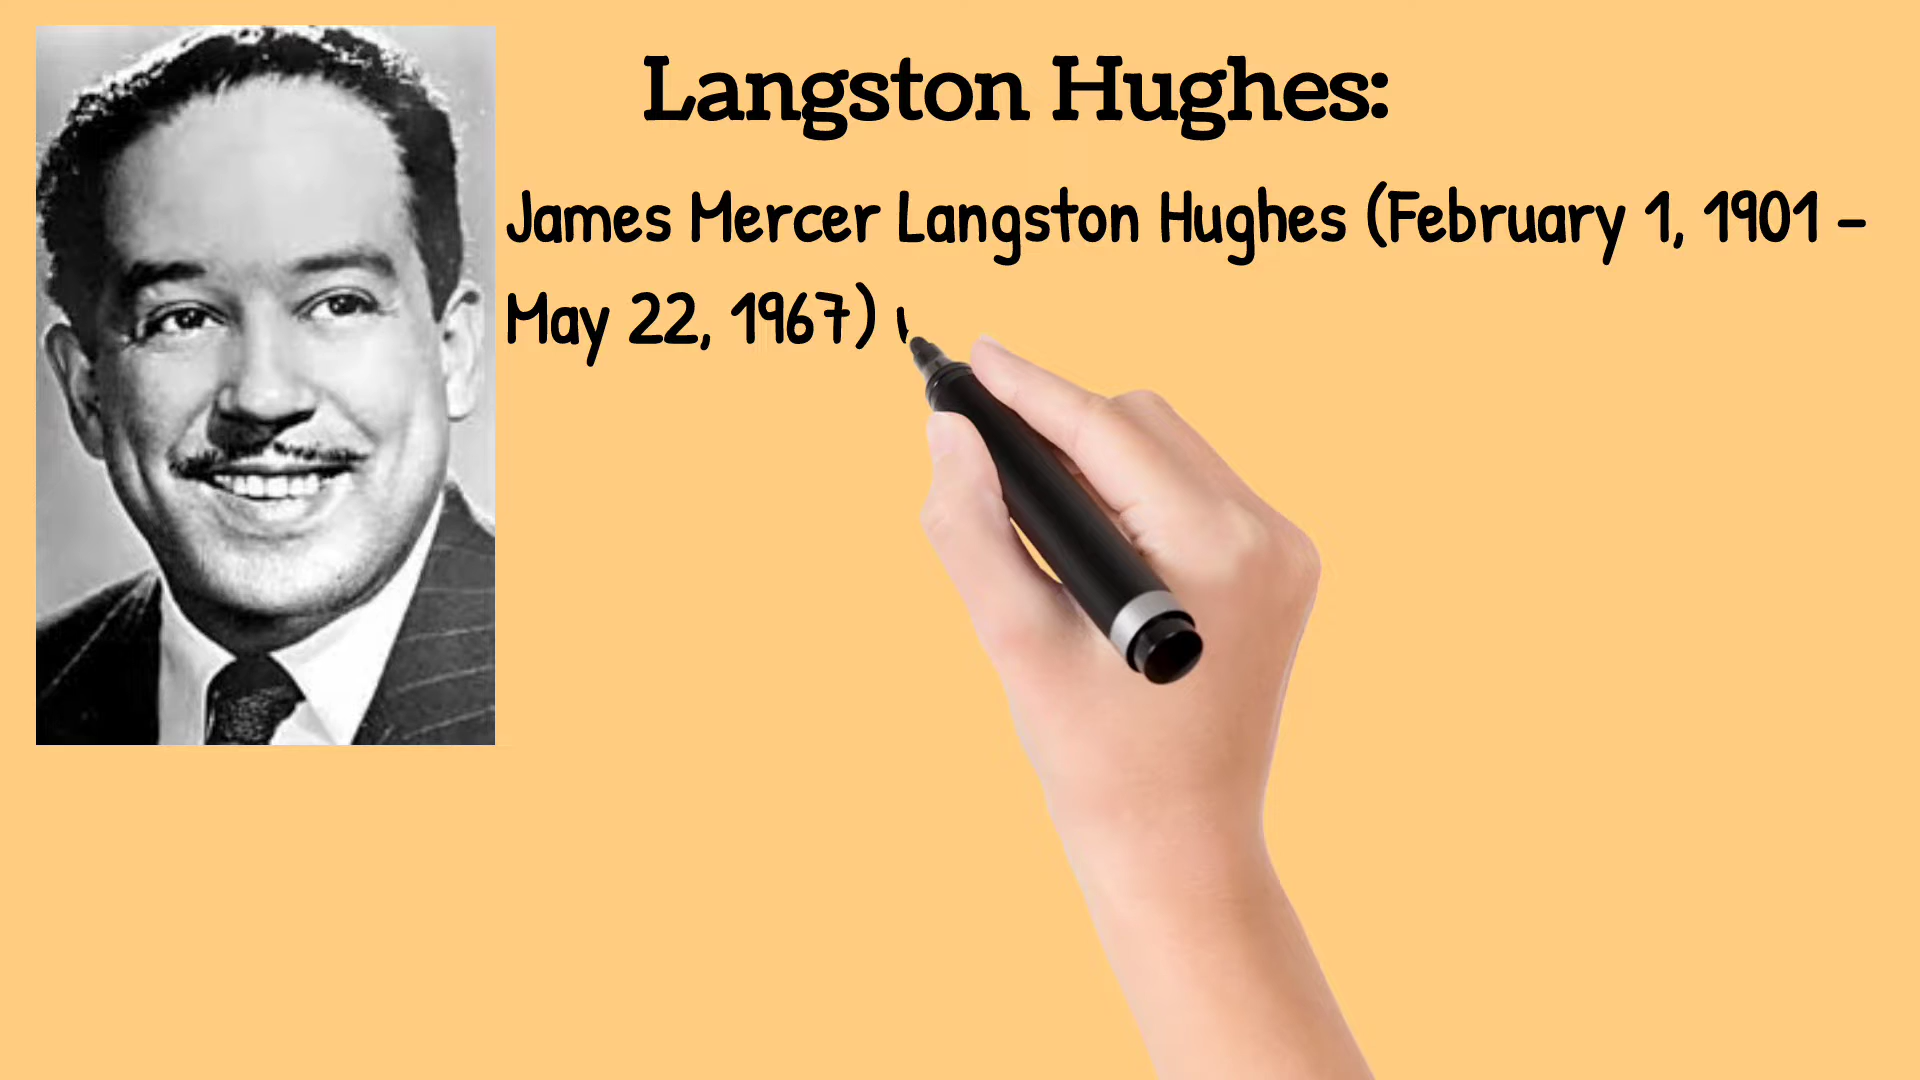 Langston Hughes:
James Mercer Langston Hughes (February 1, 1901 –
May 22, 1967)